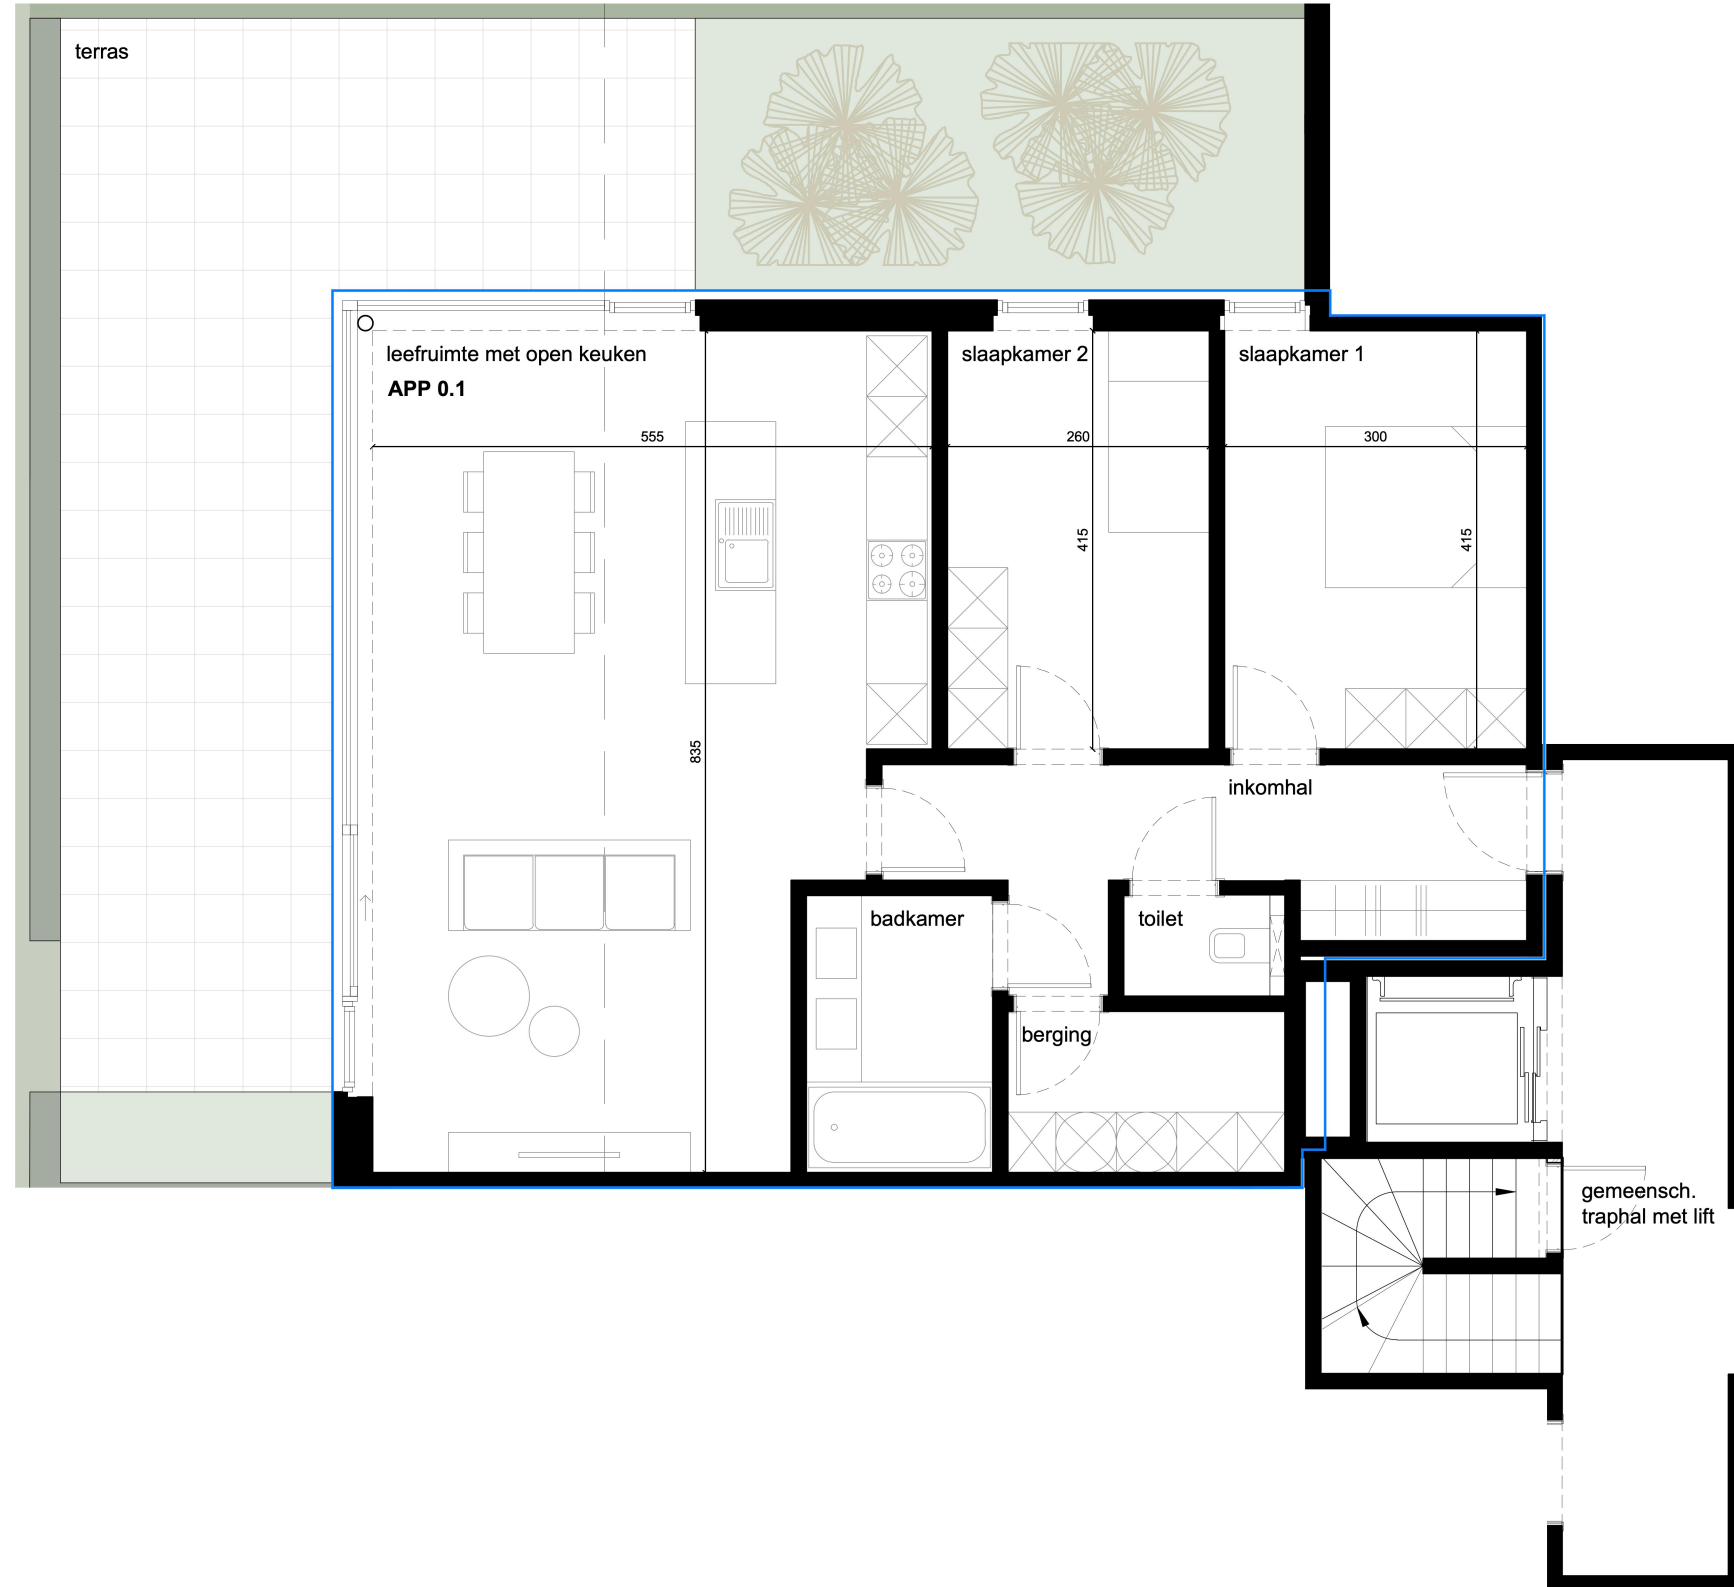 terras
leefruimte met open keuken
APP 0.1
slaapkamer 2
slaapkamer 1
555
260
300
415
415
835
inkomhal
badkamer
toilet
berging
gemeensch.
traphal met lift